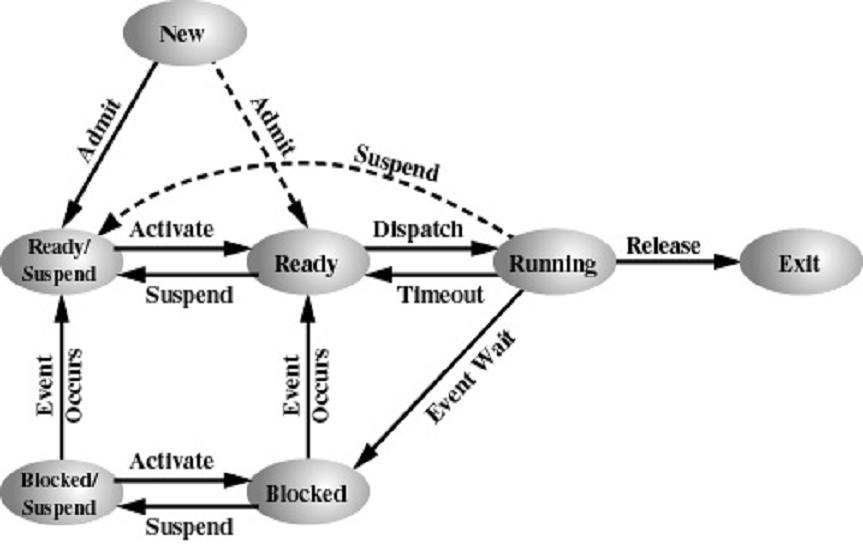 New
Admit
Admit
Suspend
Activate
Dispatch
Release
Ready/
Suspend
Ready
Running
Exit
Suspend
Timeout
Event
Occurs
Event
Occurs
Event Wait
Activate
Blocked/
Suspend
Blocked
Suspend